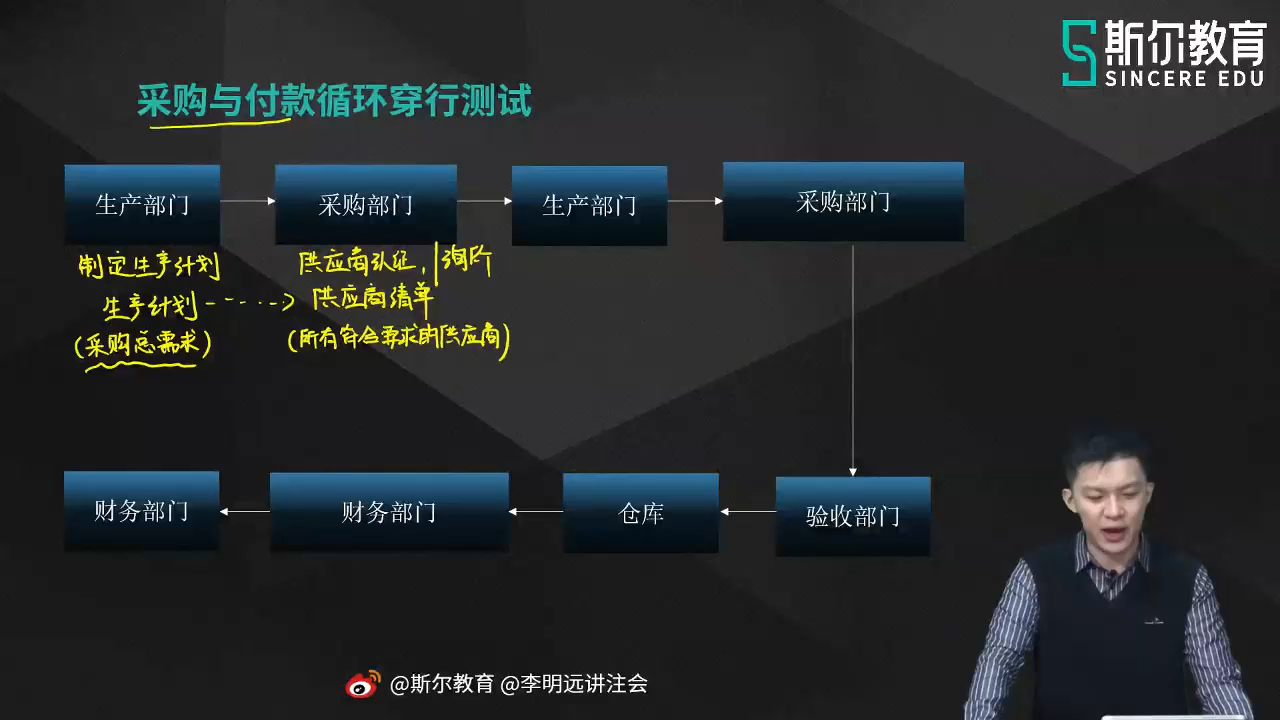 斯尔教育
SINCERE EDU
采购与付款循环穿行测试
生产部门
采购部门
生产部门
采购部门
制定生产计划
供应商认证,|询价
生产计划
供应商清单
(采购总需求)
(所有符合要求的供应商)
财务部门
财务部门
仓库
验收部门
@斯尔教育 @李明远讲注会